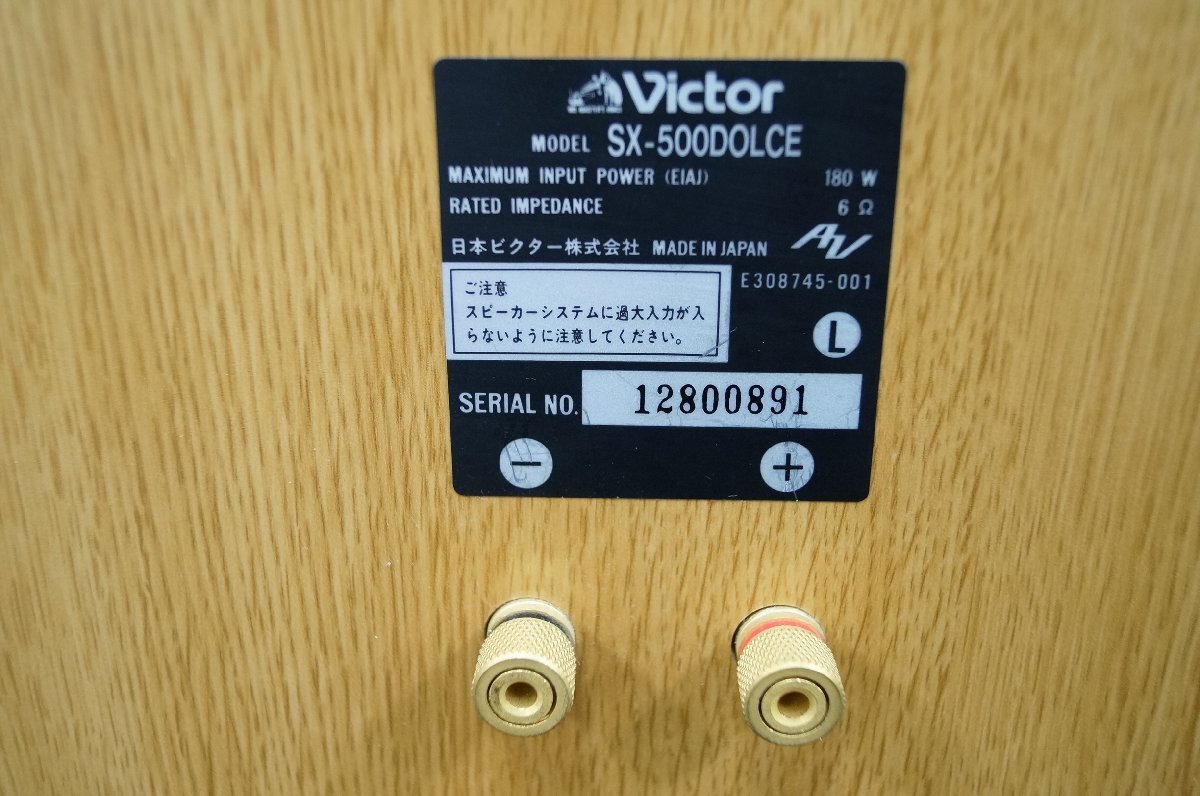 Victor
MODEL SX-500DOLCE
MAXIMUM INPUT POWER (EIAJ) 180 W
RATED IMPEDANCE 6 Ω
日本ビクター株式会社 MADE IN JAPAN AV
E308745-001
ご注意
スピーカーシステムに過大入力が入
らないように注意してください。
L
SERIAL NO. 12800891
− +